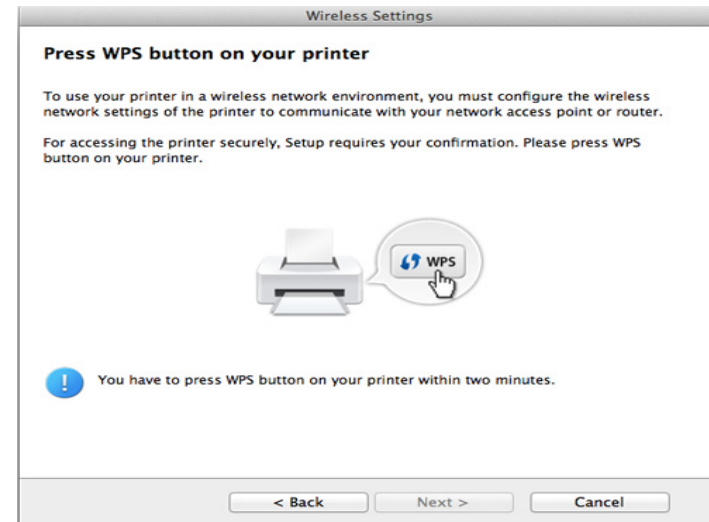 Wireless Settings
Press WPS button on your printer
To use your printer in a wireless network environment, you must configure the wireless
network settings of the printer to communicate with your network access point or router.
For accessing the printer securely, Setup requires your confirmation. Please press WPS
button on your printer.
WPS
You have to press WPS button on your printer within two minutes.
< Back
Next >
Cancel